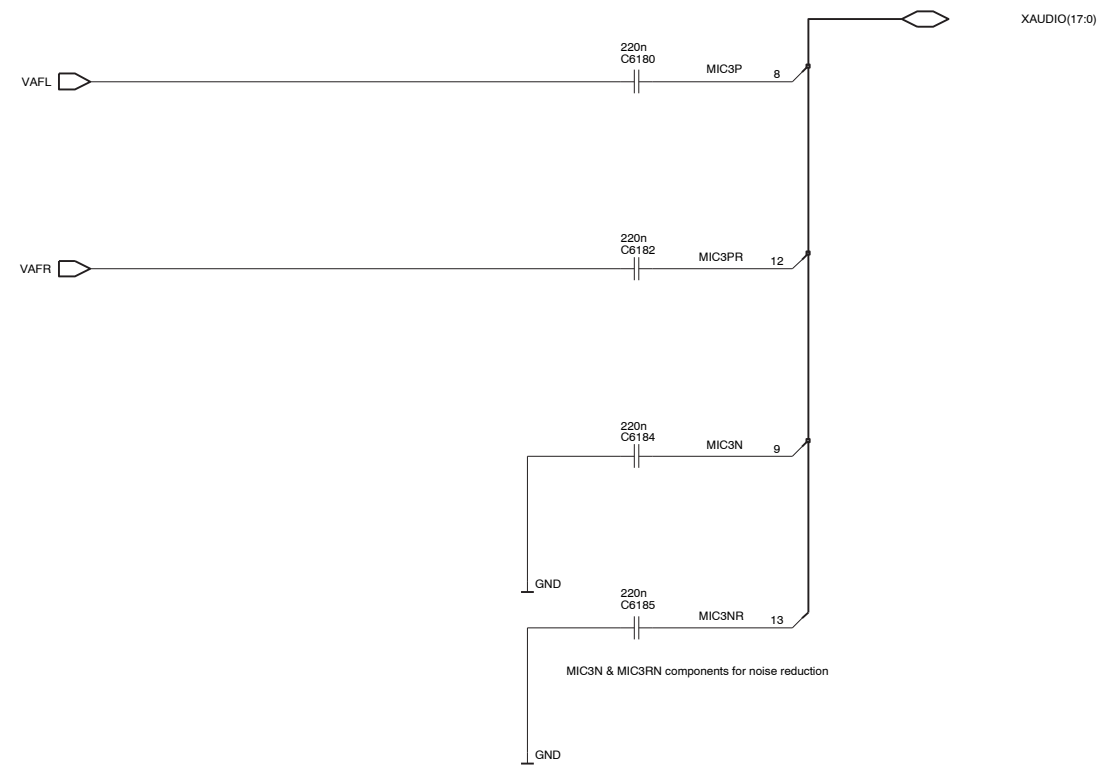 XAUDIO(17:0)
220n
C6180
VAFL
MIC3P
8
220n
C6182
VAFR
MIC3PR
12
220n
C6184
MIC3N
9
GND
220n
C6185
MIC3NR
13
MIC3N & MIC3RN components for noise reduction
GND